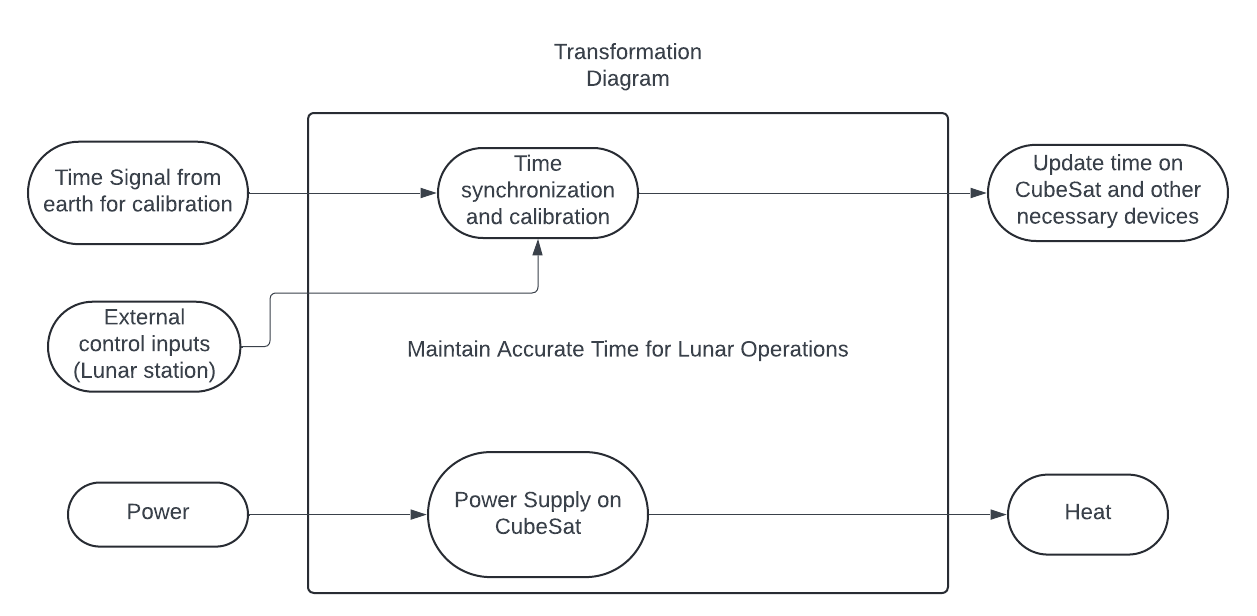 Transformation
Diagram
Time Signal from
earth for calibration
Time
synchronization
and calibration
Update time on
CubeSat and other
necessary devices
External
control inputs
(Lunar station)
Maintain Accurate Time for Lunar Operations
Power
Power Supply on
CubeSat
Heat